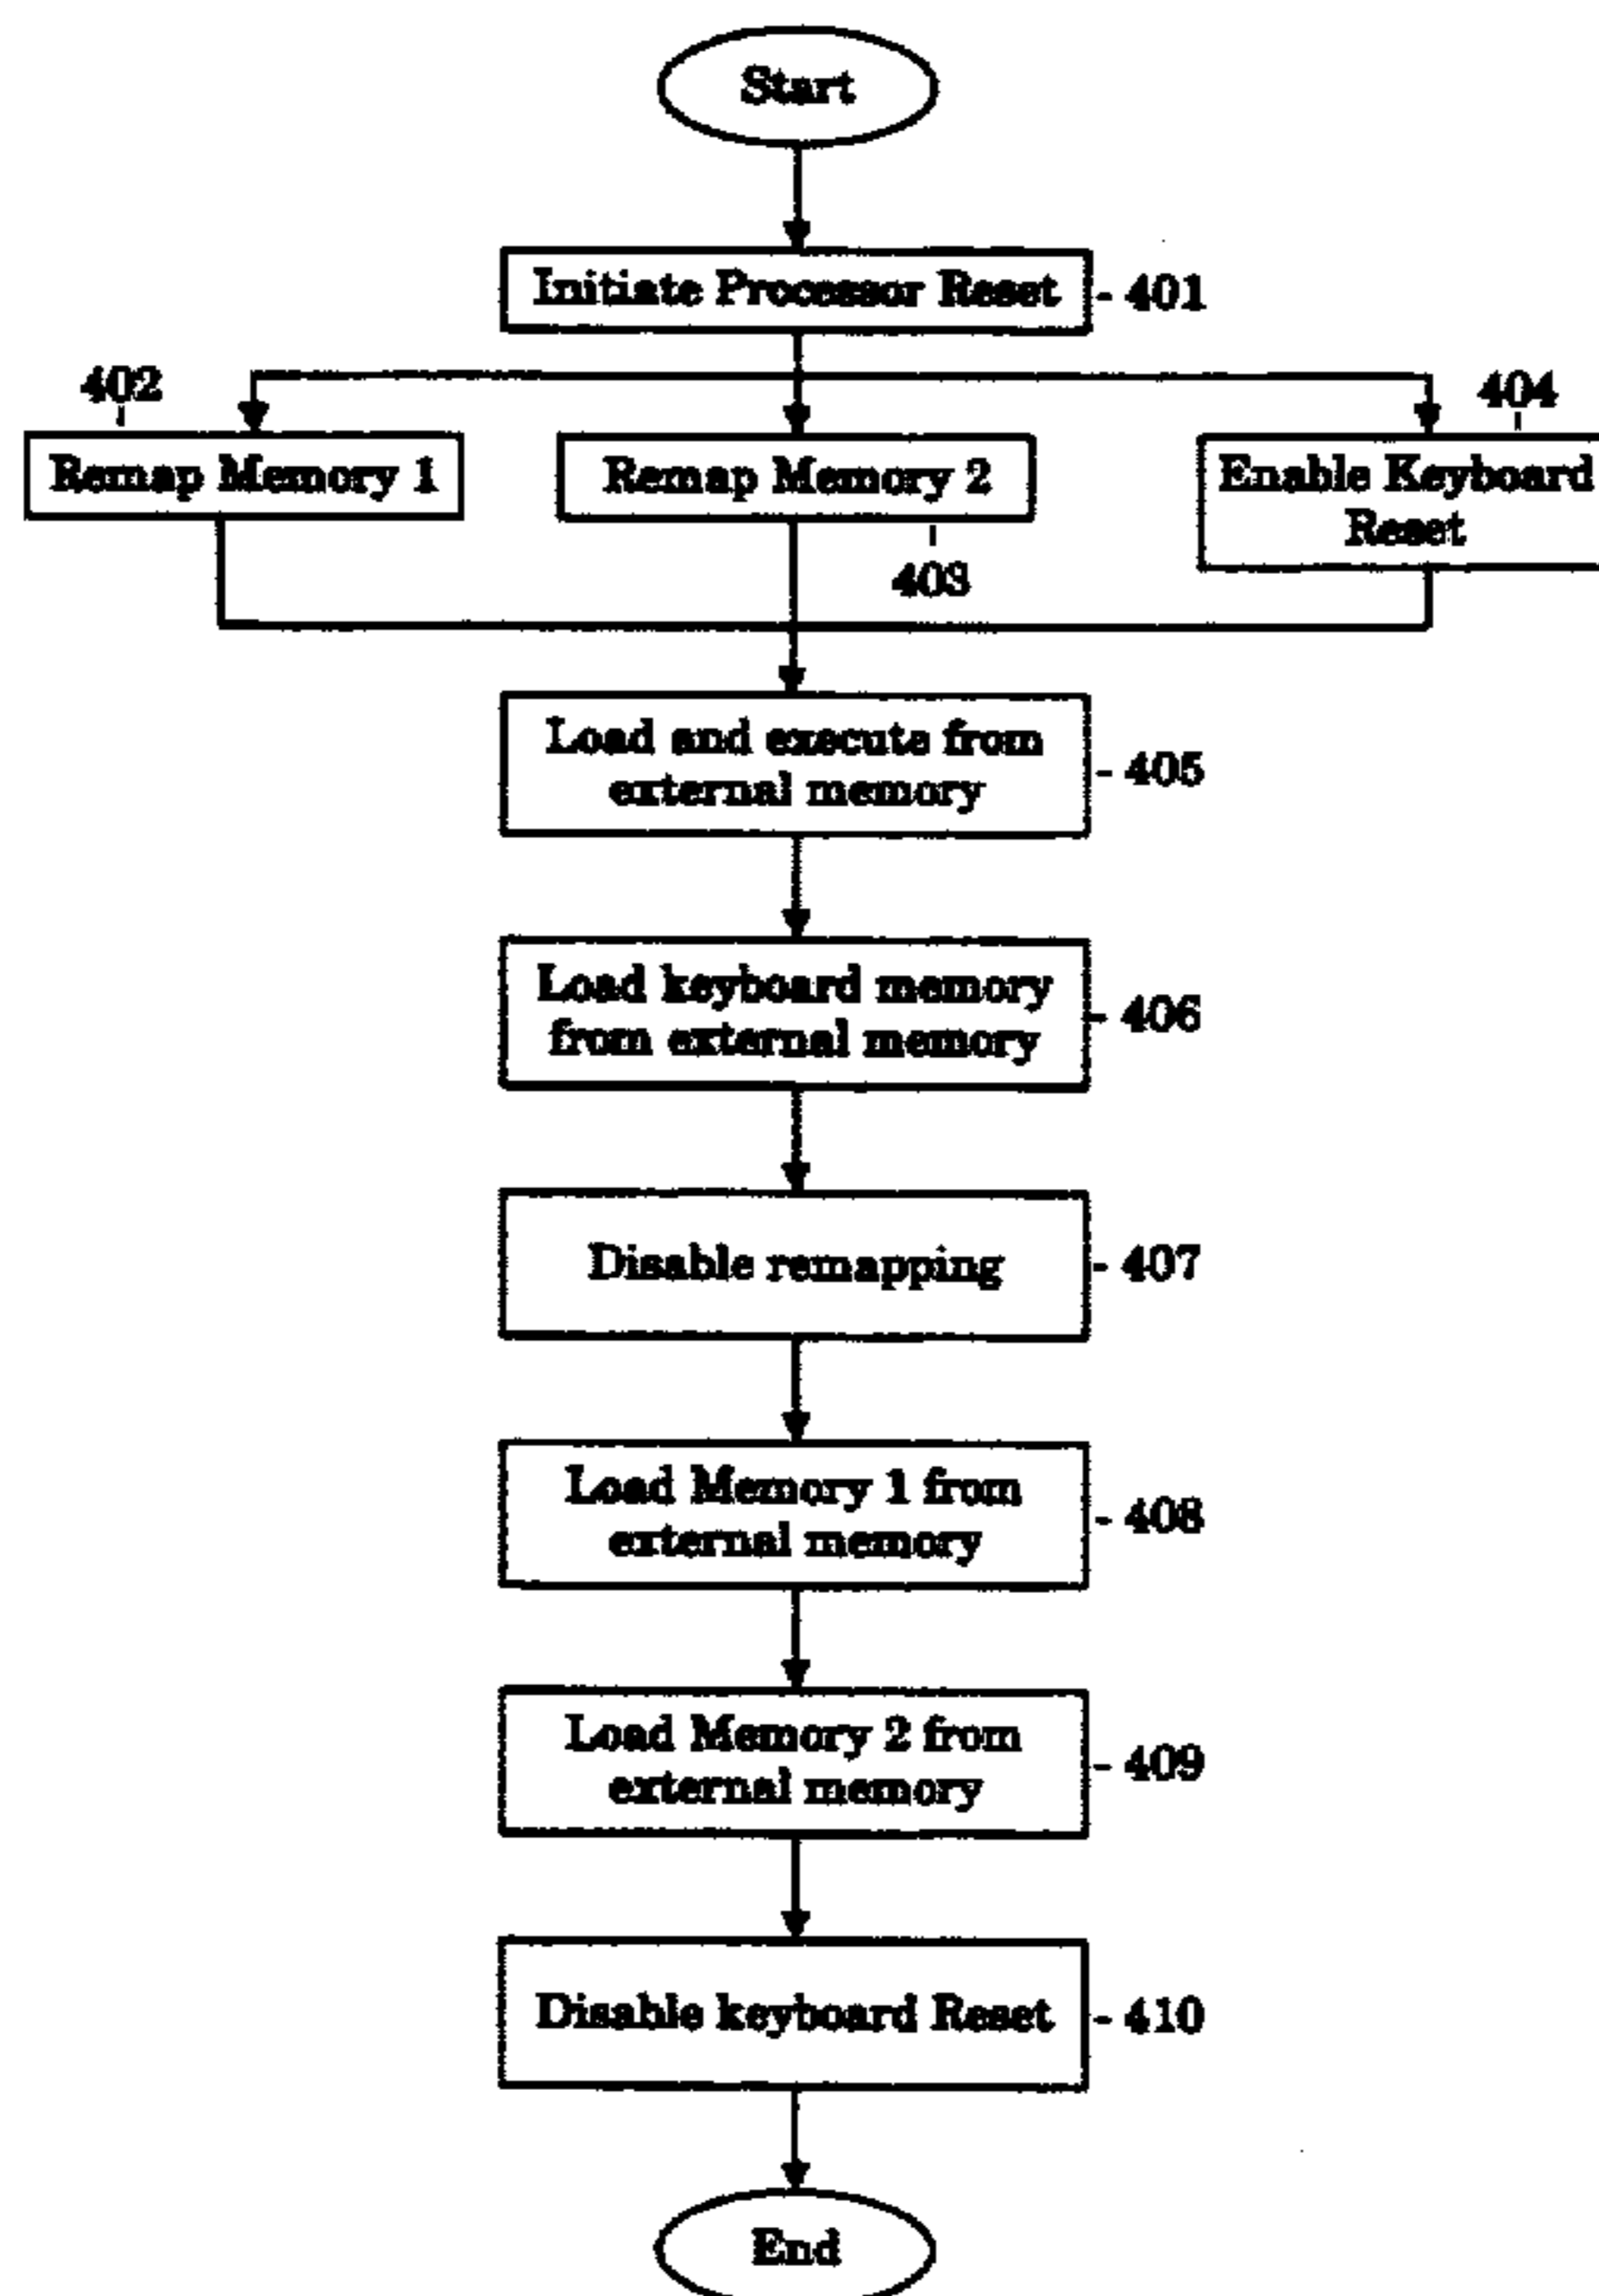 Start
Initiate Processor Reset
- 401
402
404
Remap Memory 1
Remap Memory 2
Enable Keyboard
Reset
403
Load and execute from
external memory
- 405
Load keyboard memory
from external memory
- 406
Disable remapping
- 407
Load Memory 1 from
external memory
- 408
Load Memory 2 from
external memory
- 409
Disable keyboard Reset
- 410
End